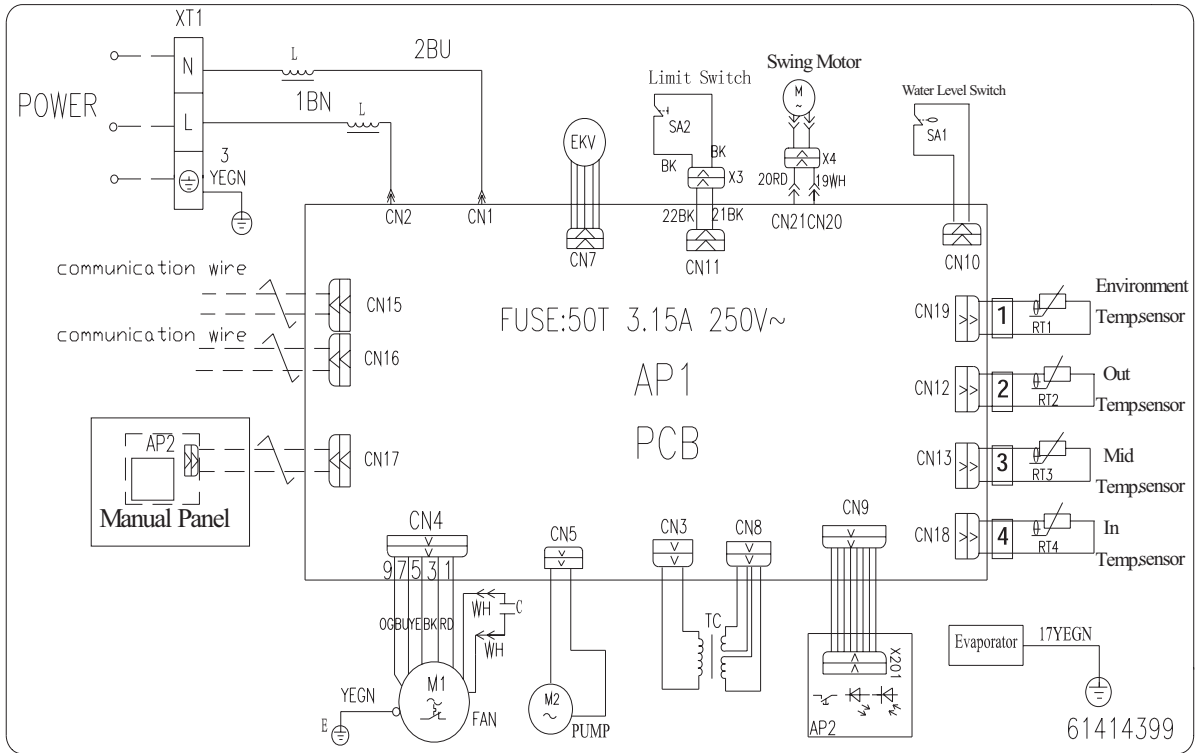 XT1
N
L
2BU
POWER
L
1BN
L
3
YEGN
CN2
CN1
EKV
CN7
Limit Switch
SA2
BK
BK
X3
22BK
21BK
CN11
Swing Motor
M
~
X4
20RD
19WH
CN21
CN20
Water Level Switch
SA1
CN10
communication wire
CN15
communication wire
CN16
AP2
Manual Panel
CN17
FUSE:50T 3.15A 250V~
AP1
PCB
CN19
1
RT1
Environment
Temp.sensor
CN12
2
RT2
Out
Temp.sensor
CN13
3
RT3
Mid
Temp.sensor
CN18
4
RT4
In
Temp.sensor
CN4
9 7 5 3 1
OG BU YE BK RD
WH
C
WH
M1
~
FAN
YEGN
E
CN5
M2
~
PUMP
CN3
CN8
TC
CN9
X201
AP2
Evaporator
17YEGN
61414399